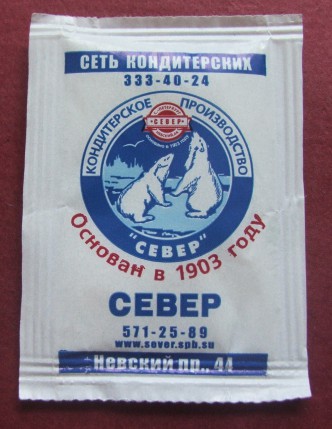 СЕТЬ КОНДИТЕРСКИХ
333-40-24
КОНДИТЕРСКОЕ ПРОИЗВОДСТВО
"СЕВЕР"
"СЕВЕР"
Основан в 1903 году
СЕВЕР
571-25-89
www.sever.spb.su
Невский пр., 44